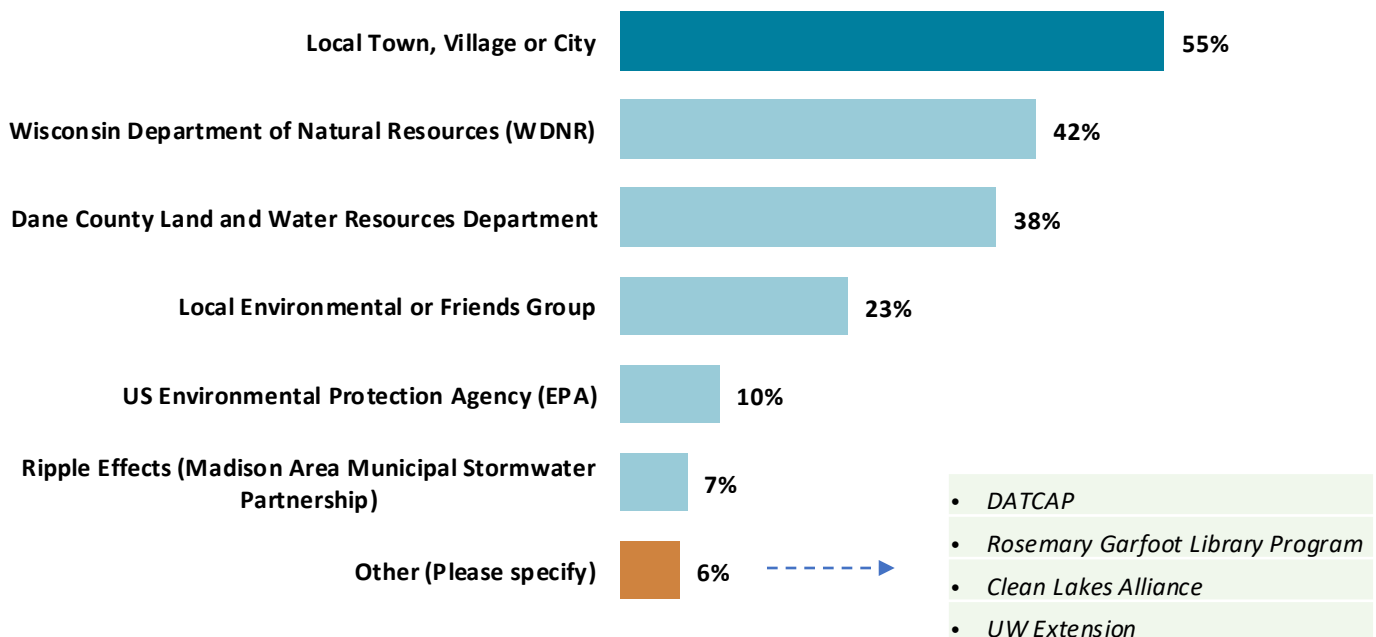 Local Town, Village or City
55%
Wisconsin Department of Natural Resources (WDNR)
42%
Dane County Land and Water Resources Department
38%
Local Environmental or Friends Group
23%
US Environmental Protection Agency (EPA)
10%
Ripple Effects (Madison Area Municipal Stormwater
Partnership)
7%
Other (Please specify)
6%
• DATCAP
• Rosemary Garfoot Library Program
• Clean Lakes Alliance
• UW Extension